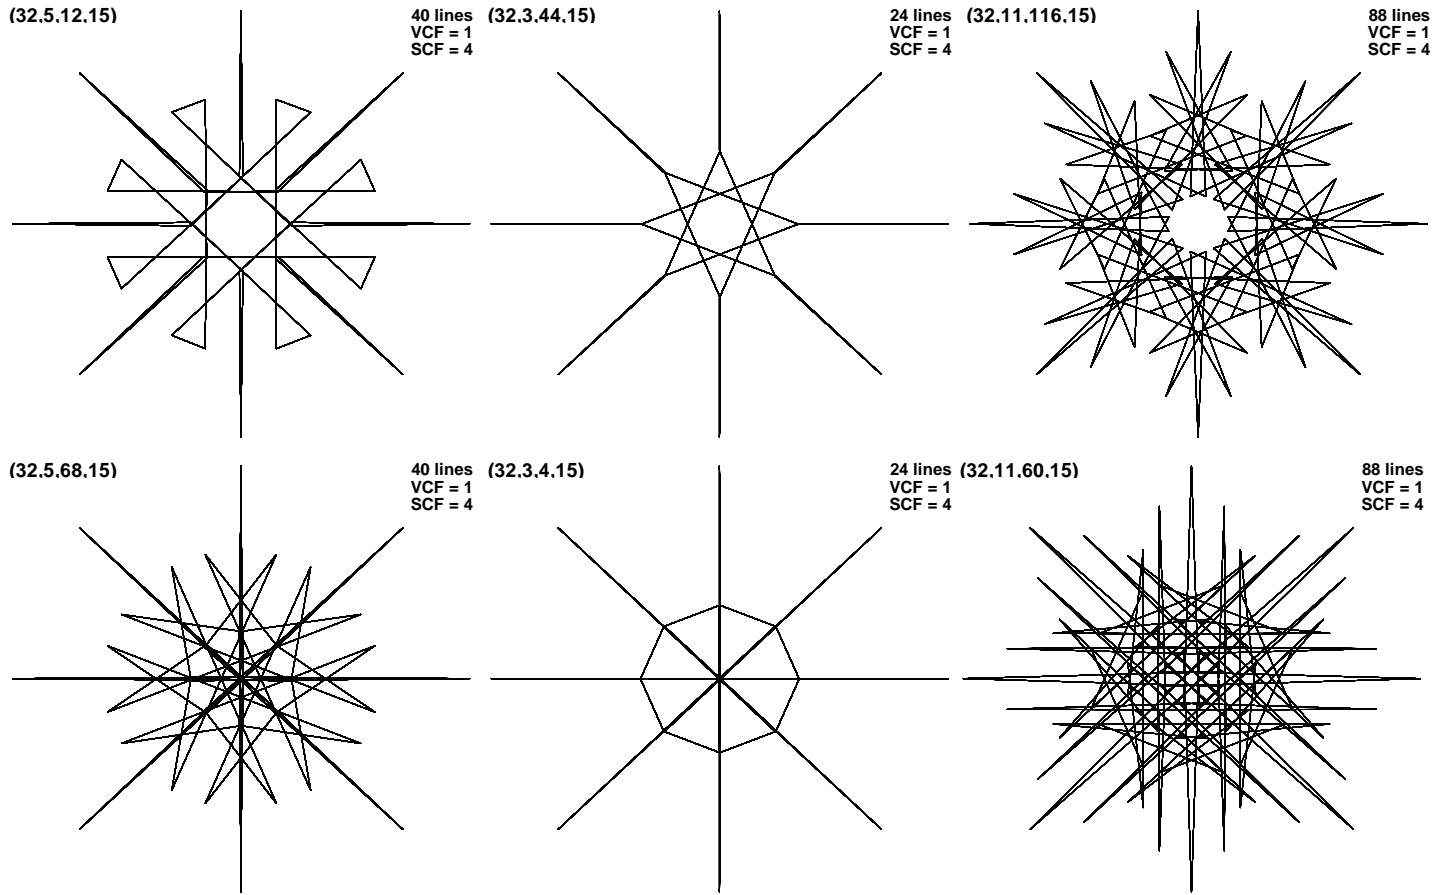 (32,5,12,15)
40 lines
VCF = 1
SCF = 4
(32,3,44,15)
24 lines
VCF = 1
SCF = 4
(32,11,116,15)
88 lines
VCF = 1
SCF = 4
(32,5,68,15)
40 lines
VCF = 1
SCF = 4
(32,3,4,15)
24 lines
VCF = 1
SCF = 4
(32,11,60,15)
88 lines
VCF = 1
SCF = 4